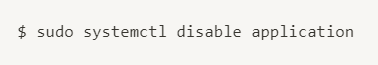 $ sudo systemctl disable application